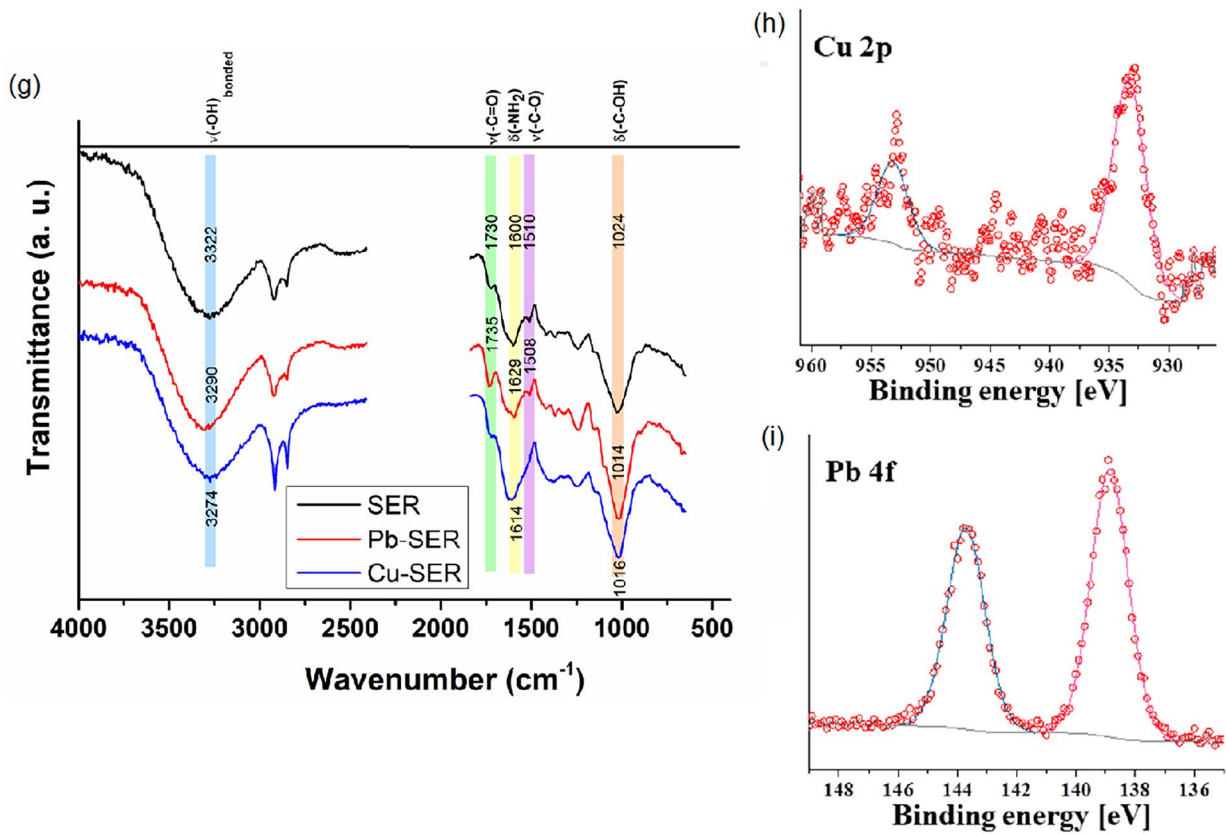 (g)
ν(-OH)bonded
ν(-C=O)
δ(-NH2)
ν(-C-O)
δ(-C-OH)
3322
1730
1600
1510
1024
3290
1735
1629
1508
1014
3274
1614
1016
SER
Pb-SER
Cu-SER
Transmittance (a. u.)
4000 3500 3000 2500 2000 1500 1000 500
Wavenumber (cm-1)
(h)
Cu 2p
960 955 950 945 940 935 930
Binding energy [eV]
(i)
Pb 4f
148 146 144 142 140 138 136
Binding energy [eV]